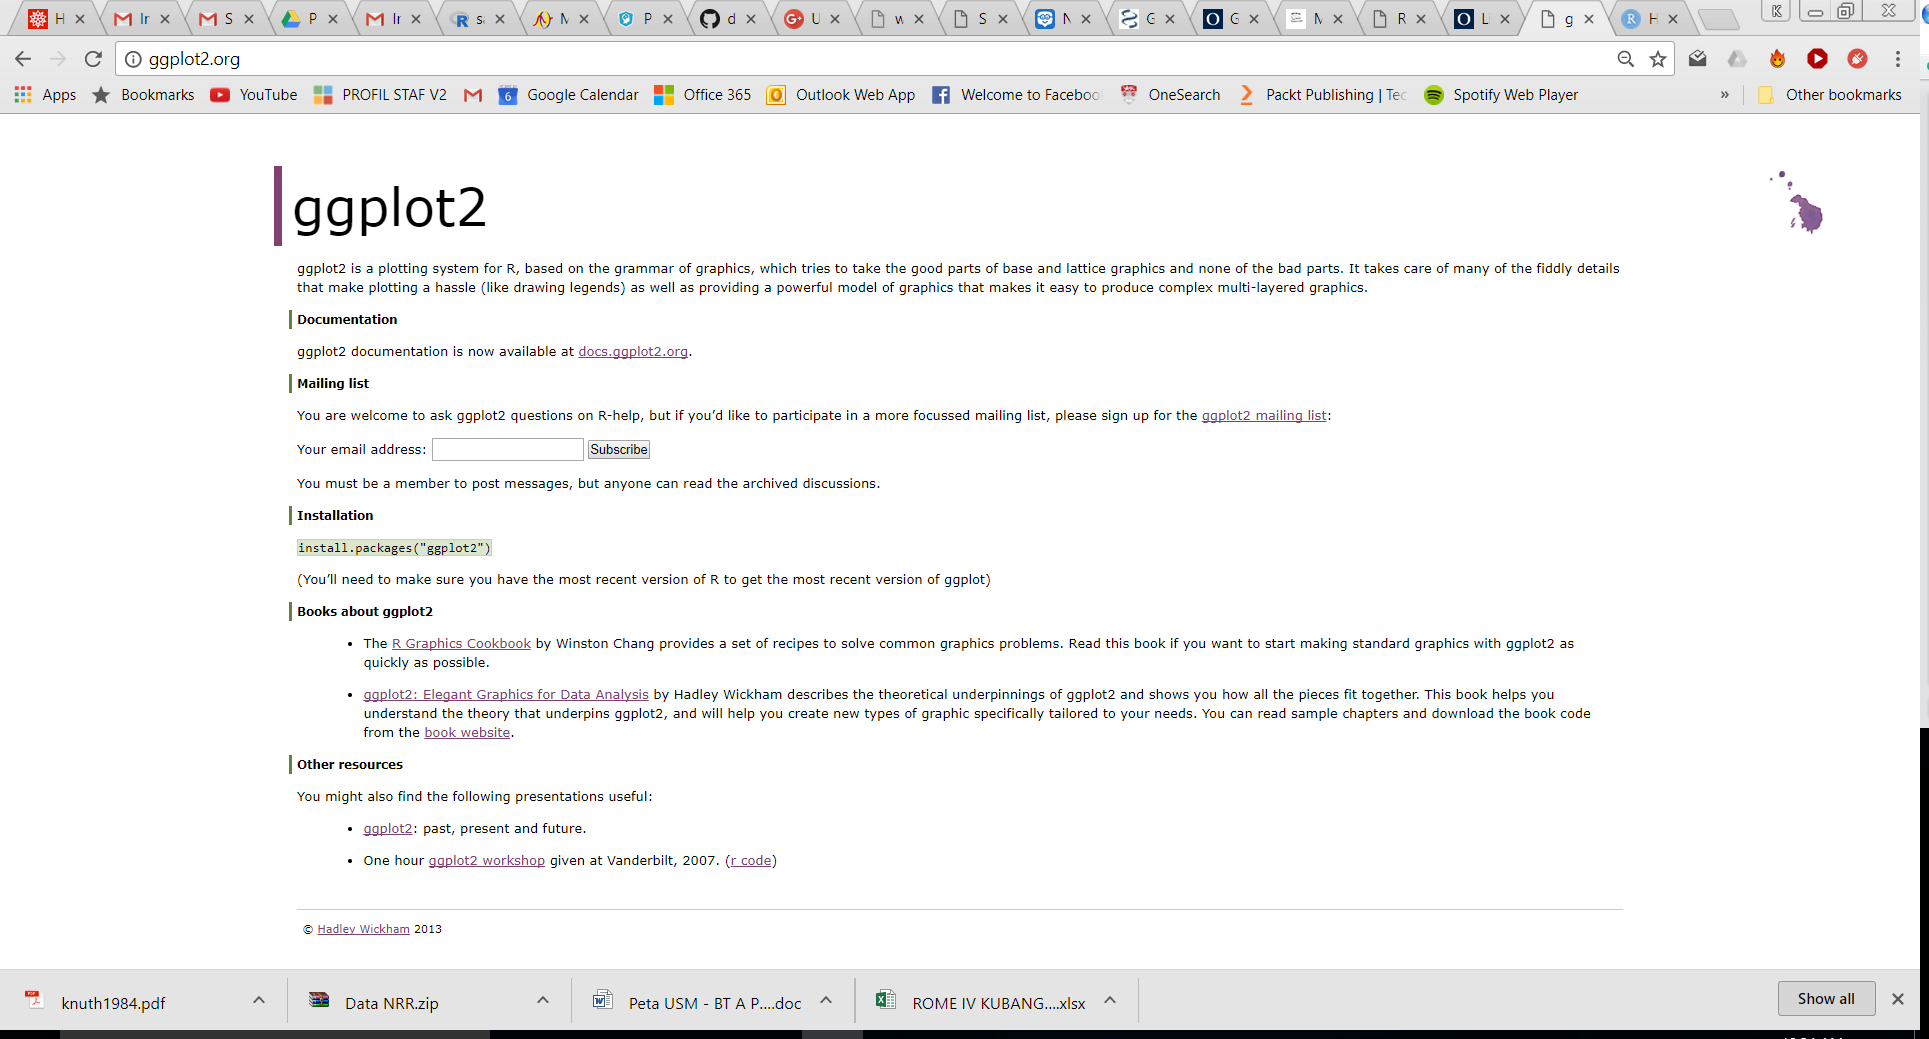 H
Ir
S
P
Ir
sa
M
P
d
U
w
S
N
G
G
M
R
Li
g
H
K
ggplot2.org
Apps
Bookmarks
YouTube
PROFIL STAF V2
6
Google Calendar
Office 365
Outlook Web App
Welcome to Faceboo
OneSearch
Packt Publishing | Tec
Spotify Web Player
»
Other bookmarks
ggplot2
ggplot2 is a plotting system for R, based on the grammar of graphics, which tries to take the good parts of base and lattice graphics and none of the bad parts. It takes care of many of the fiddly details
that make plotting a hassle (like drawing legends) as well as providing a powerful model of graphics that makes it easy to produce complex multi-layered graphics.
Documentation
ggplot2 documentation is now available at docs.ggplot2.org.
Mailing list
You are welcome to ask ggplot2 questions on R-help, but if you’d like to participate in a more focussed mailing list, please sign up for the ggplot2 mailing list:
Your email address:
Subscribe
You must be a member to post messages, but anyone can read the archived discussions.
Installation
install.packages("ggplot2")
(You’ll need to make sure you have the most recent version of R to get the most recent version of ggplot)
Books about ggplot2
• The R Graphics Cookbook by Winston Chang provides a set of recipes to solve common graphics problems. Read this book if you want to start making standard graphics with ggplot2 as
quickly as possible.
• ggplot2: Elegant Graphics for Data Analysis by Hadley Wickham describes the theoretical underpinnings of ggplot2 and shows you how all the pieces fit together. This book helps you
understand the theory that underpins ggplot2, and will help you create new types of graphic specifically tailored to your needs. You can read sample chapters and download the book code
from the book website.
Other resources
You might also find the following presentations useful:
• ggplot2: past, present and future.
• One hour ggplot2 workshop given at Vanderbilt, 2007. (r code)
© Hadley Wickham 2013
knuth1984.pdf
Data NRR.zip
Peta USM - BT A P....doc
ROME IV KUBANG....xlsx
Show all